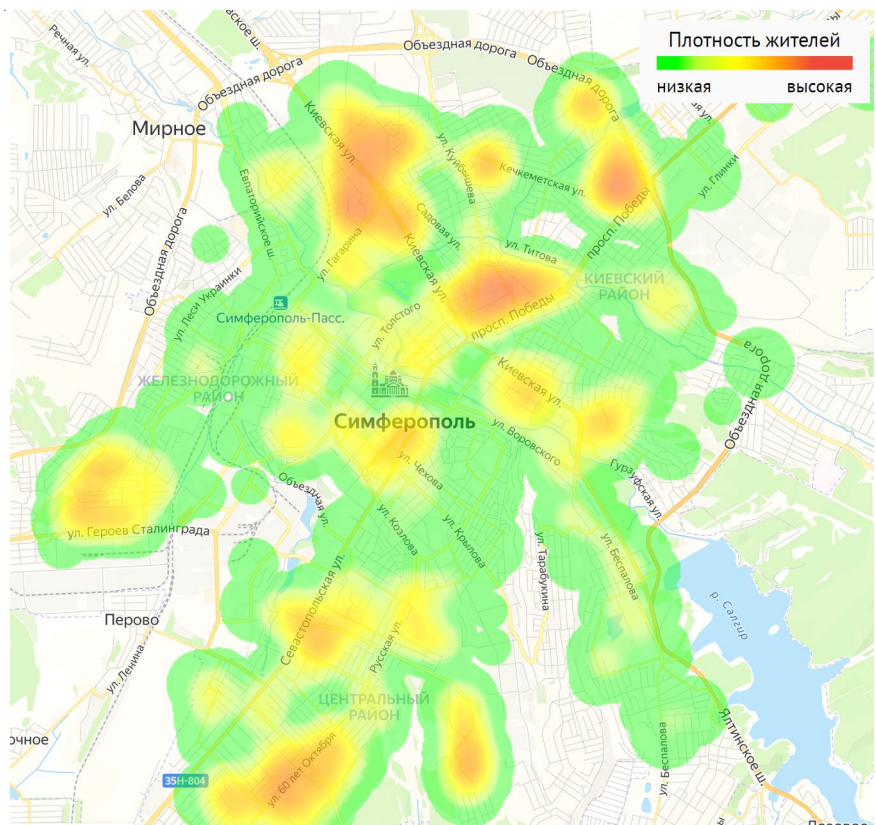 Плотность жителей
низкая
высокая
Речная ул.
ское ш.
Объездная дорога
Объездная дорога
Объездная дорога
Мирное
Киевская ул.
ул. Куйбышева
Кечкеметская ул.
ул. Глинки
ул. Белова
Евпаторийское ш.
Садовая ул.
просп. Победы
Объездная дорога
ул. Гагарина
Киевская ул.
ул. Титова
ул. Леси Украинки
КИЕВСКИЙ
РАЙОН
Симферополь-Пасс.
ул. Толстого
просп. Победы
Объездная дорога
ЖЕЛЕЗНОДОРОЖНЫЙ
РАЙОН
Киевская ул.
Симферополь
ул. Воровского
ул. Чехова
Гурзуфская ул.
Объездная ул.
ул. Героев Сталинграда
ул. Козлова
ул. Крылова
ул. Тарабукина
ул. Беспалова
р. Салгир
Севастопольская ул.
Перово
Русская ул.
ул. Ленина
ЦЕНТРАЛЬНЫЙ
РАЙОН
очное
ул. 60 лет Октября
ул. Беспалова
Ялтинское ш.
35Н-804
Лозовое